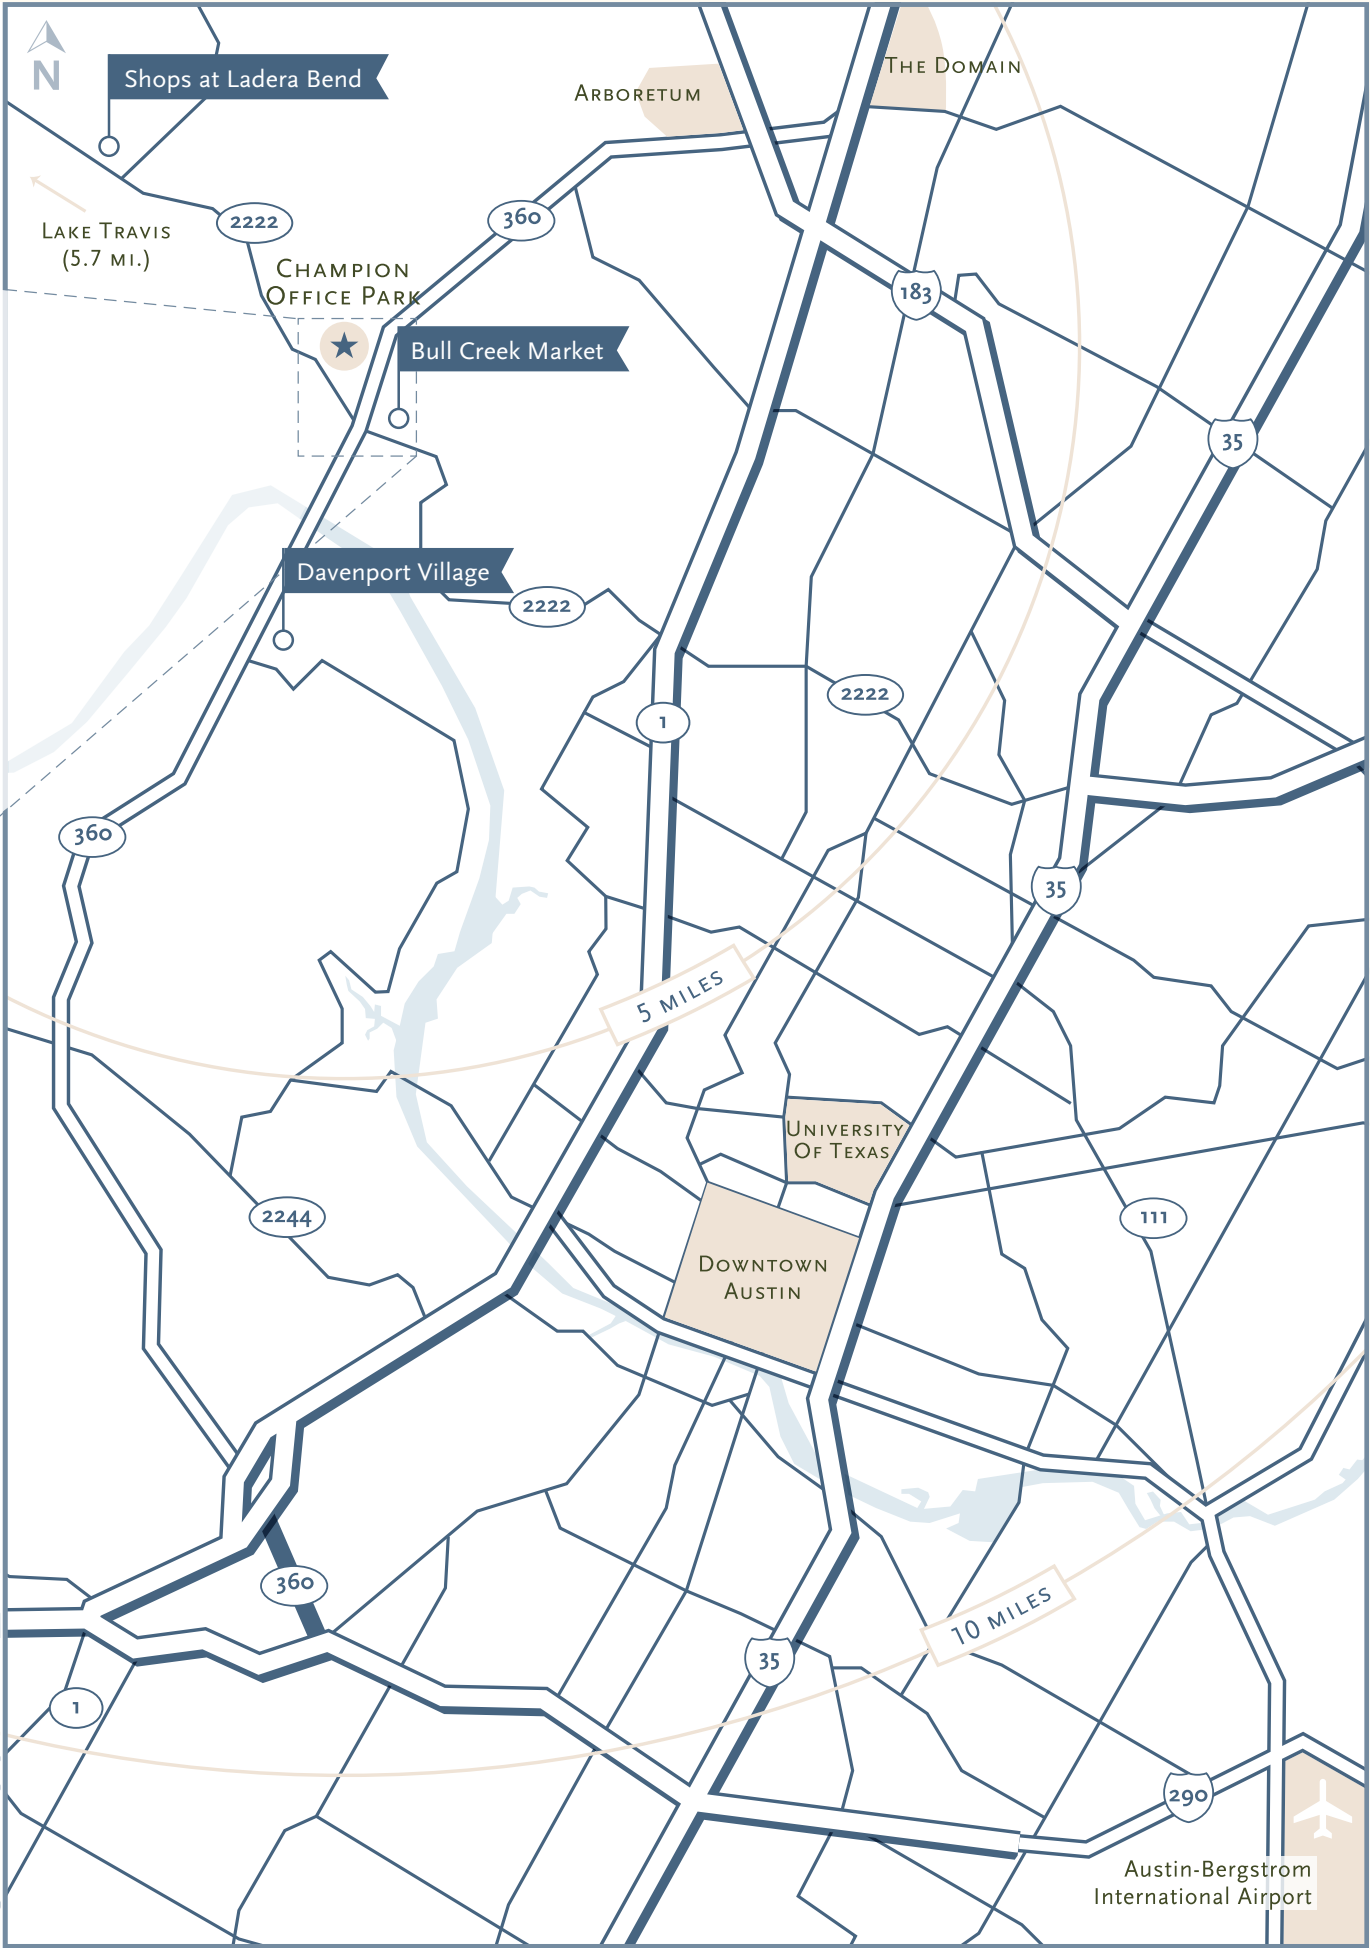 N
Shops at Ladera Bend
ARBORETUM
THE DOMAIN
LAKE TRAVIS
(5.7 MI.)
2222
360
CHAMPION
OFFICE PARK
183
Bull Creek Market
35
Davenport Village
2222
2222
1
360
35
5 MILES
UNIVERSITY
OF TEXAS
2244
111
DOWNTOWN
AUSTIN
360
10 MILES
35
1
290
Austin-Bergstrom
International Airport